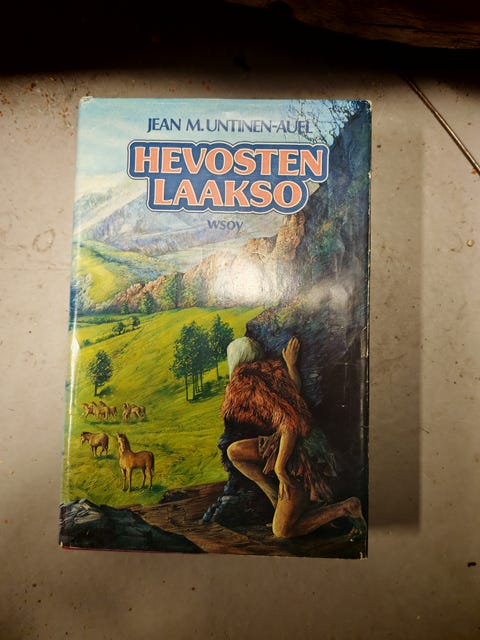 JEAN M. UNTINEN-AUEL
HEVOSTEN
LAAKSO
WSOY